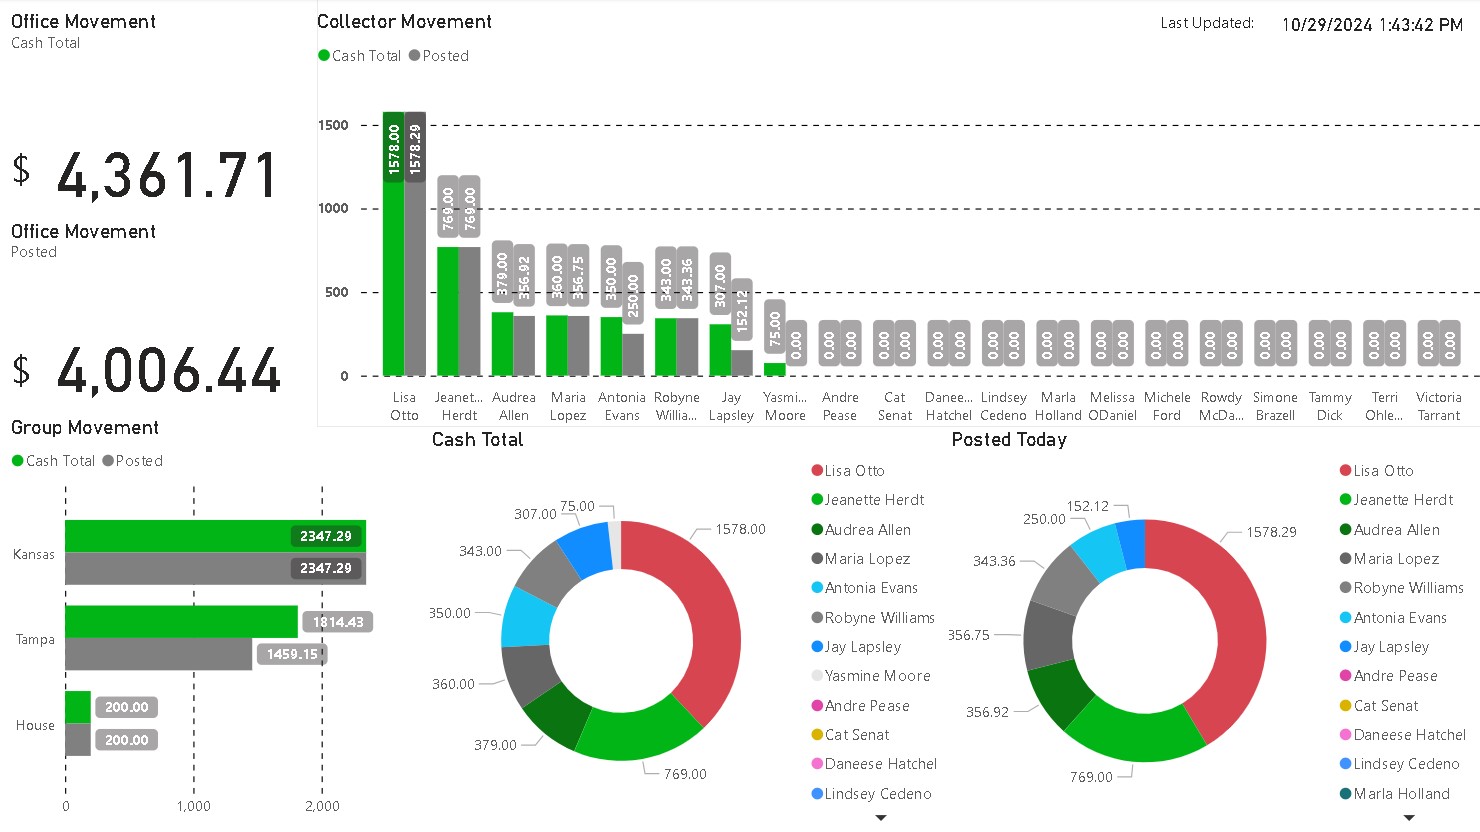 Office Movement
Cash Total
$ 4,361.71
Office Movement
Posted
$ 4,006.44
Collector Movement
Last Updated: 10/29/2024 1:43:42 PM
Cash Total Posted
1500
1000
500
0
1578.00 1578.29 769.00 769.00 379.00 356.92 360.00 356.75 350.00 250.00 343.00 343.36 307.00 152.12 75.00 0.00 0.00 0.00 0.00 0.00 0.00 0.00 0.00 0.00 0.00 0.00 0.00 0.00 0.00 0.00 0.00 0.00 0.00 0.00 0.00 0.00 0.00 0.00 0.00 0.00
Lisa Jeanet... Audrea Maria Antonia Robyne Jay Yasmi... Andre Cat Danee... Lindsey Marla Melissa Michele Rowdy Simone Tammy Terri Victoria
Otto Herdt Allen Lopez Evans Willia... Lapsley Moore Pease Senat Hatchel Cedeno Holland ODaniel Ford McDa... Brazell Dick Ohle... Tarrant
Group Movement
Cash Total Posted
Kansas
2347.29
2347.29
Tampa
1814.43
1459.15
House
200.00
200.00
0 1,000 2,000
Cash Total
1578.00
769.00
379.00
360.00
350.00
343.00
307.00
75.00
Lisa Otto
Jeanette Herdt
Audrea Allen
Maria Lopez
Antonia Evans
Robyne Williams
Jay Lapsley
Yasmine Moore
Andre Pease
Cat Senat
Daneese Hatchel
Lindsey Cedeno
Posted Today
1578.29
769.00
356.92
356.75
343.36
250.00
152.12
Lisa Otto
Jeanette Herdt
Audrea Allen
Maria Lopez
Robyne Williams
Antonia Evans
Jay Lapsley
Andre Pease
Cat Senat
Daneese Hatchel
Lindsey Cedeno
Marla Holland